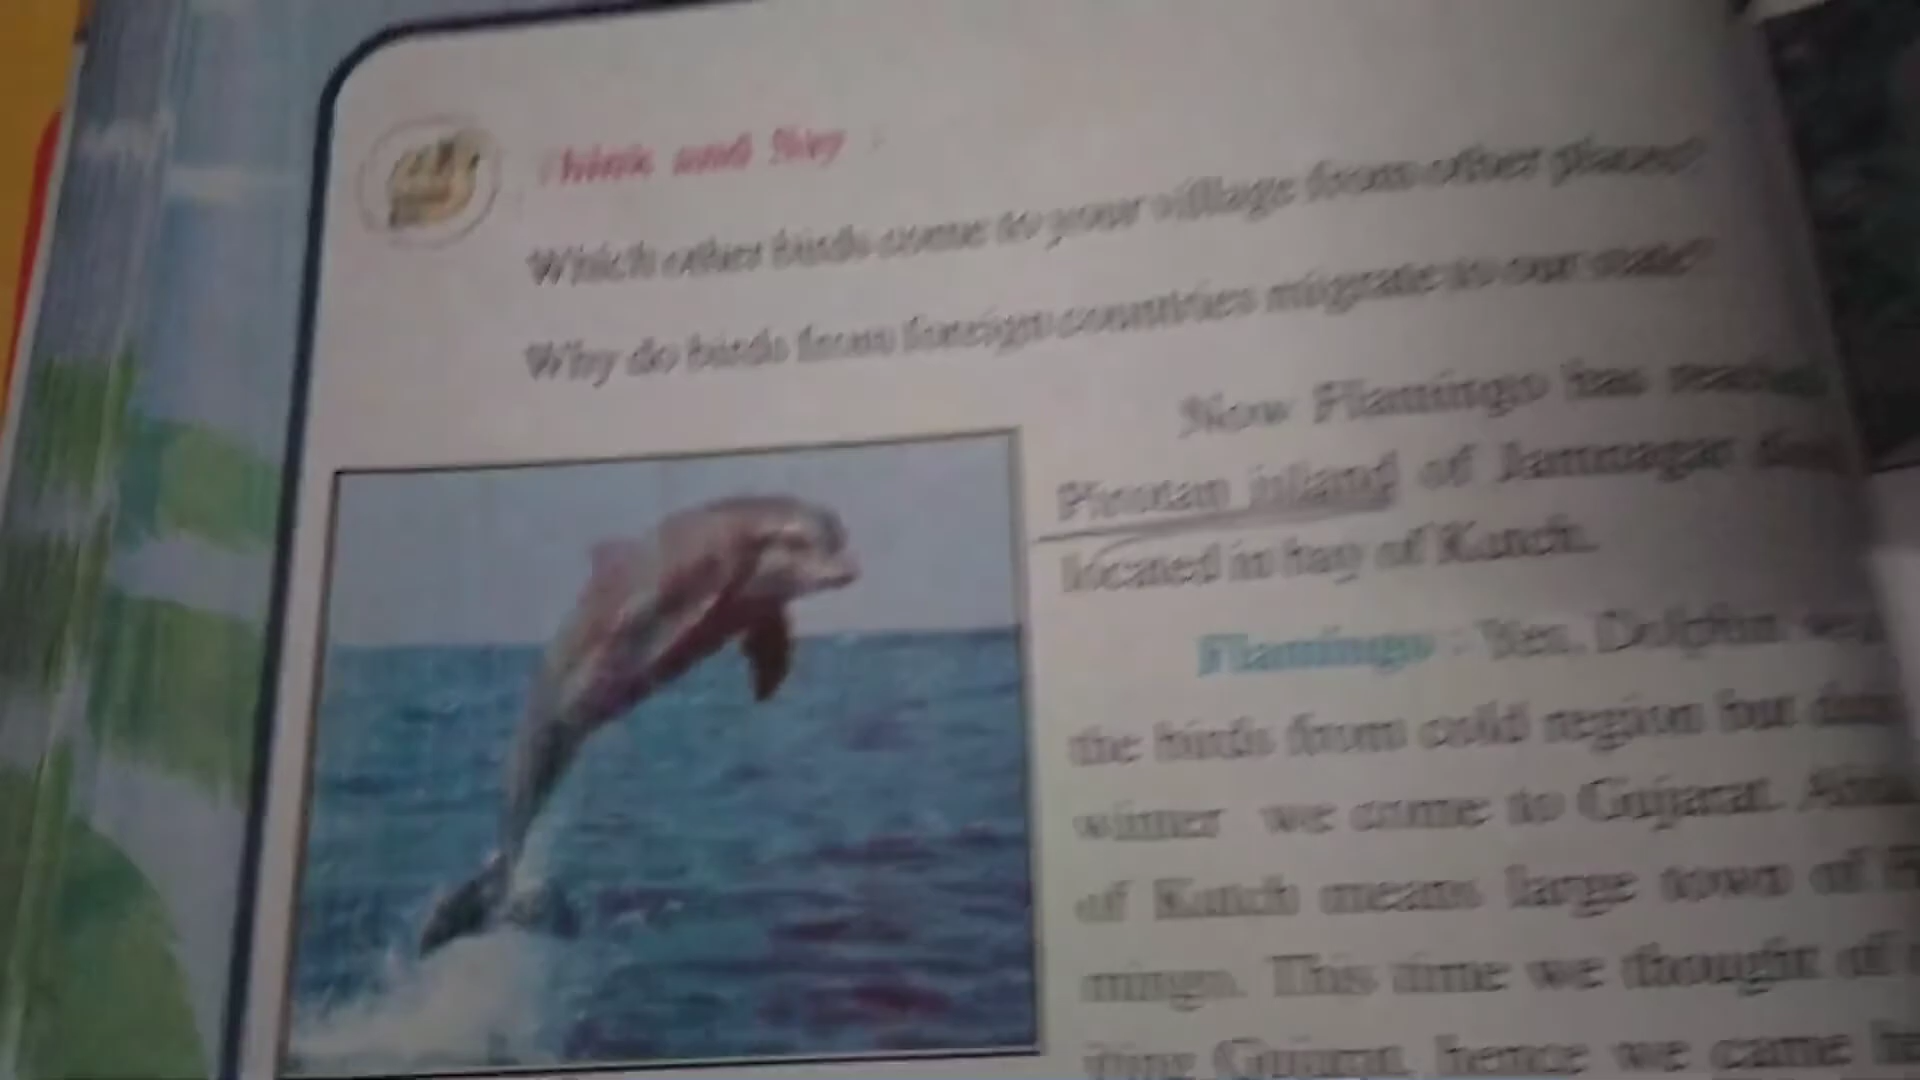 Think and Say :
Which other birds come to your village from other places?
Why do birds from foreign countries migrate to our state?
Now Flamingo has
Pirotan island of Jamnagar
located in bay of Kutch.
Flamingo : Yes, Dolphin
the birds from cold region but
winter we come to Gujarat.
of Kutch means large town of
mingo. This time we thought of
iting Gujarat, hence we came